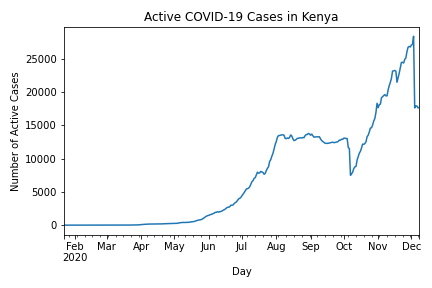 Active COVID-19 Cases in Kenya
Number of Active Cases
25000
20000
15000
10000
5000
0
Feb Mar Apr May Jun Jul Aug Sep Oct Nov Dec
2020
Day